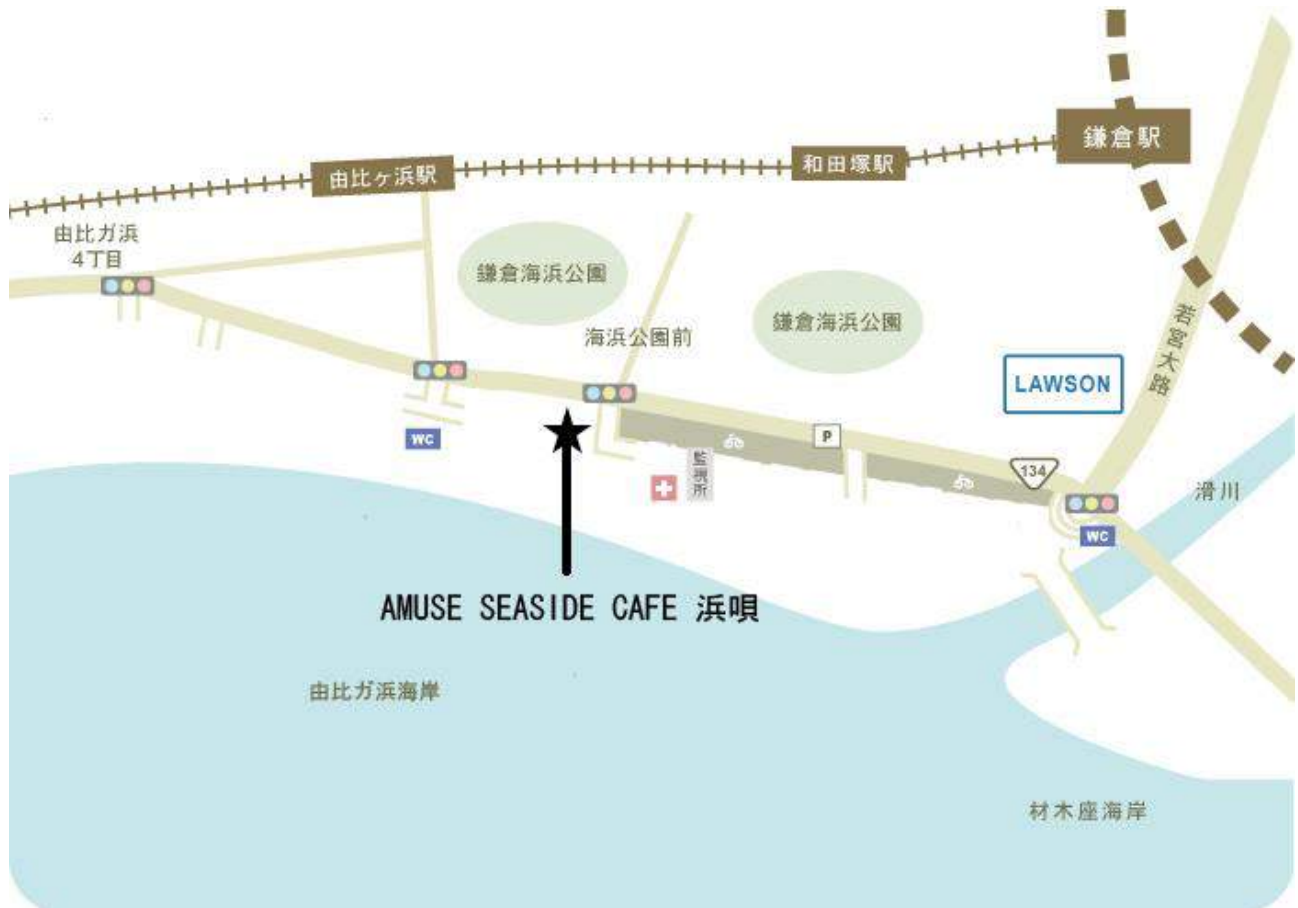 鎌倉駅
和田塚駅
由比ヶ浜駅
由比ガ浜
4丁目
鎌倉海浜公園
海浜公園前
鎌倉海浜公園
若宮大路
LAWSON
WC
P
監視所
134
滑川
WC
AMUSE SEASIDE CAFE 浜唄
由比ガ浜海岸
材木座海岸